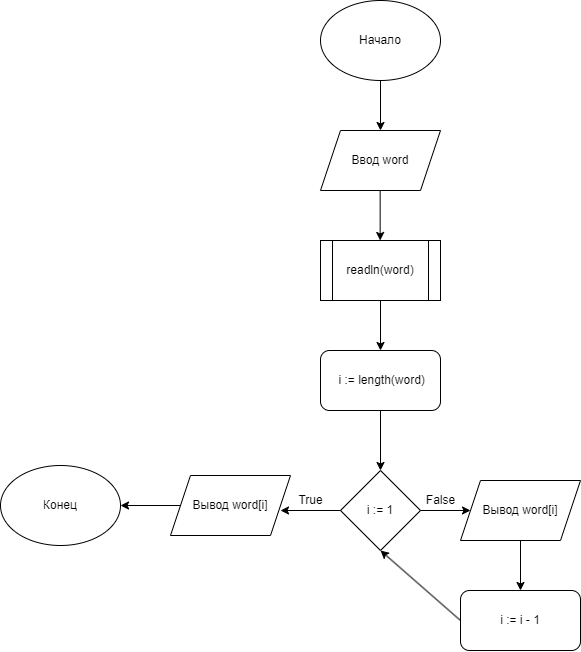 Начало
Ввод word
readln(word)
i := length(word)
i := 1
True
False
Вывод word[i]
Конец
Вывод word[i]
i := i - 1